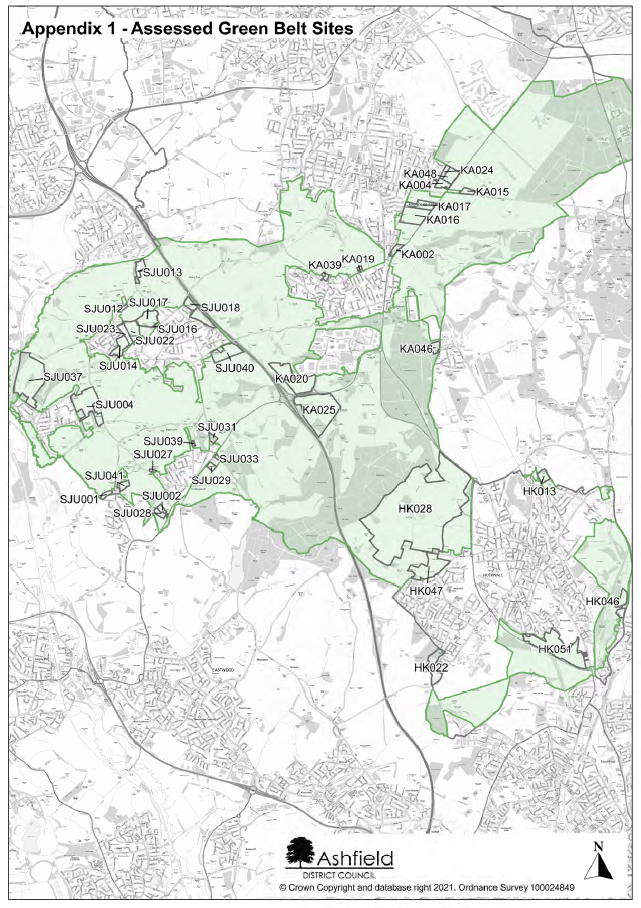 Appendix 1 - Assessed Green Belt Sites
KA048
KA024
KA004
KA015
KA017
KA016
KA002
KA039
KA019
SJU013
SJU012
SJU017
SJU018
SJU023
SJU016
SJU022
SJU014
SJU040
KA046
SJU037
KA020
SJU004
KA025
SJU031
SJU039
SJU027
SJU033
SJU029
SJU041
SJU001
SJU002
SJU028
HK013
HK028
HUCKNALL
HK047
HK046
HK051
HK022
EASTWOOD
N
Ashfield
DISTRICT COUNCIL
© Crown Copyright and database right 2021. Ordnance Survey 100024849